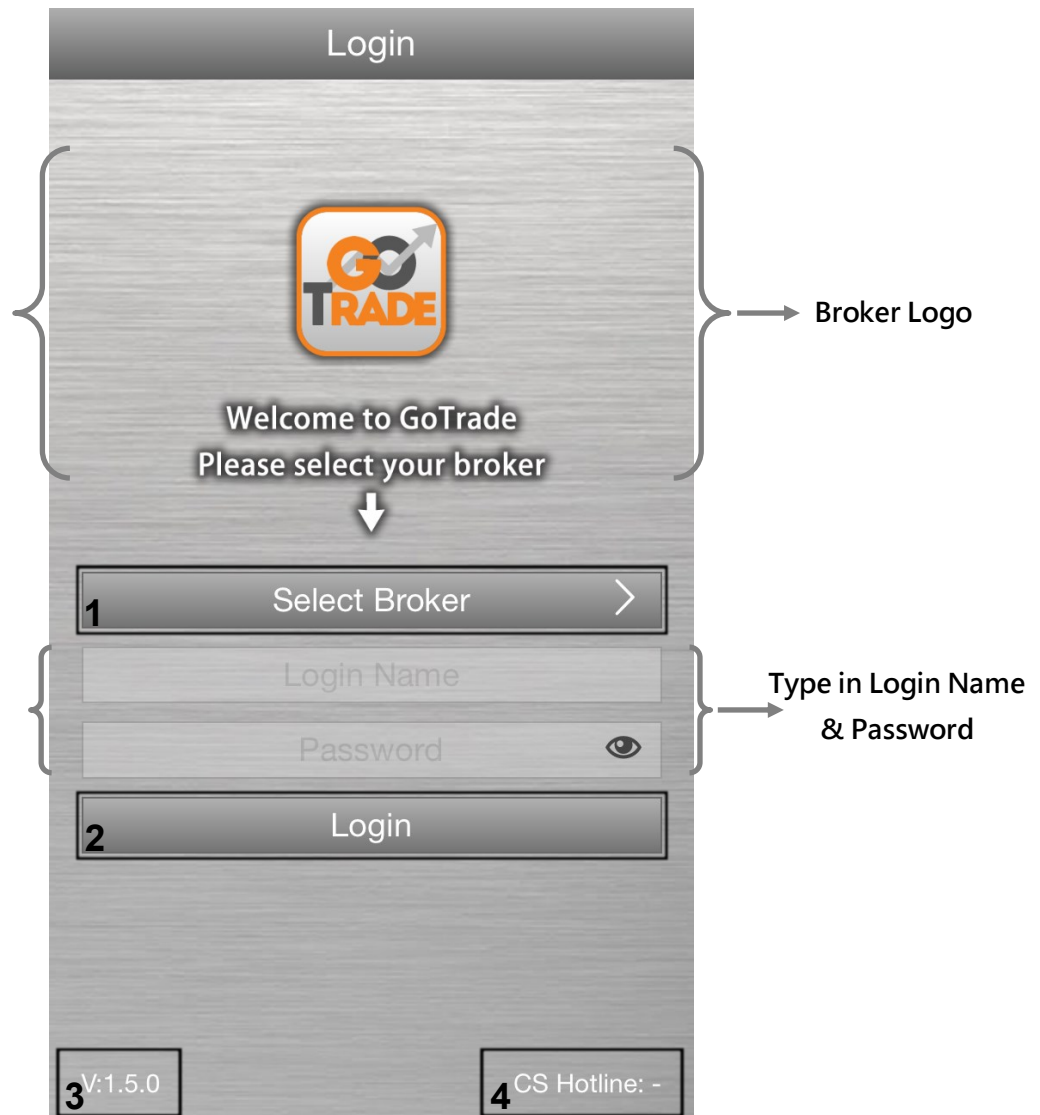 Login
GO
TRADE
Broker Logo
Welcome to GoTrade
Please select your broker
1 Select Broker
Login Name
Type in Login Name
& Password
Password
2 Login
3 V:1.5.0
4 CS Hotline: -